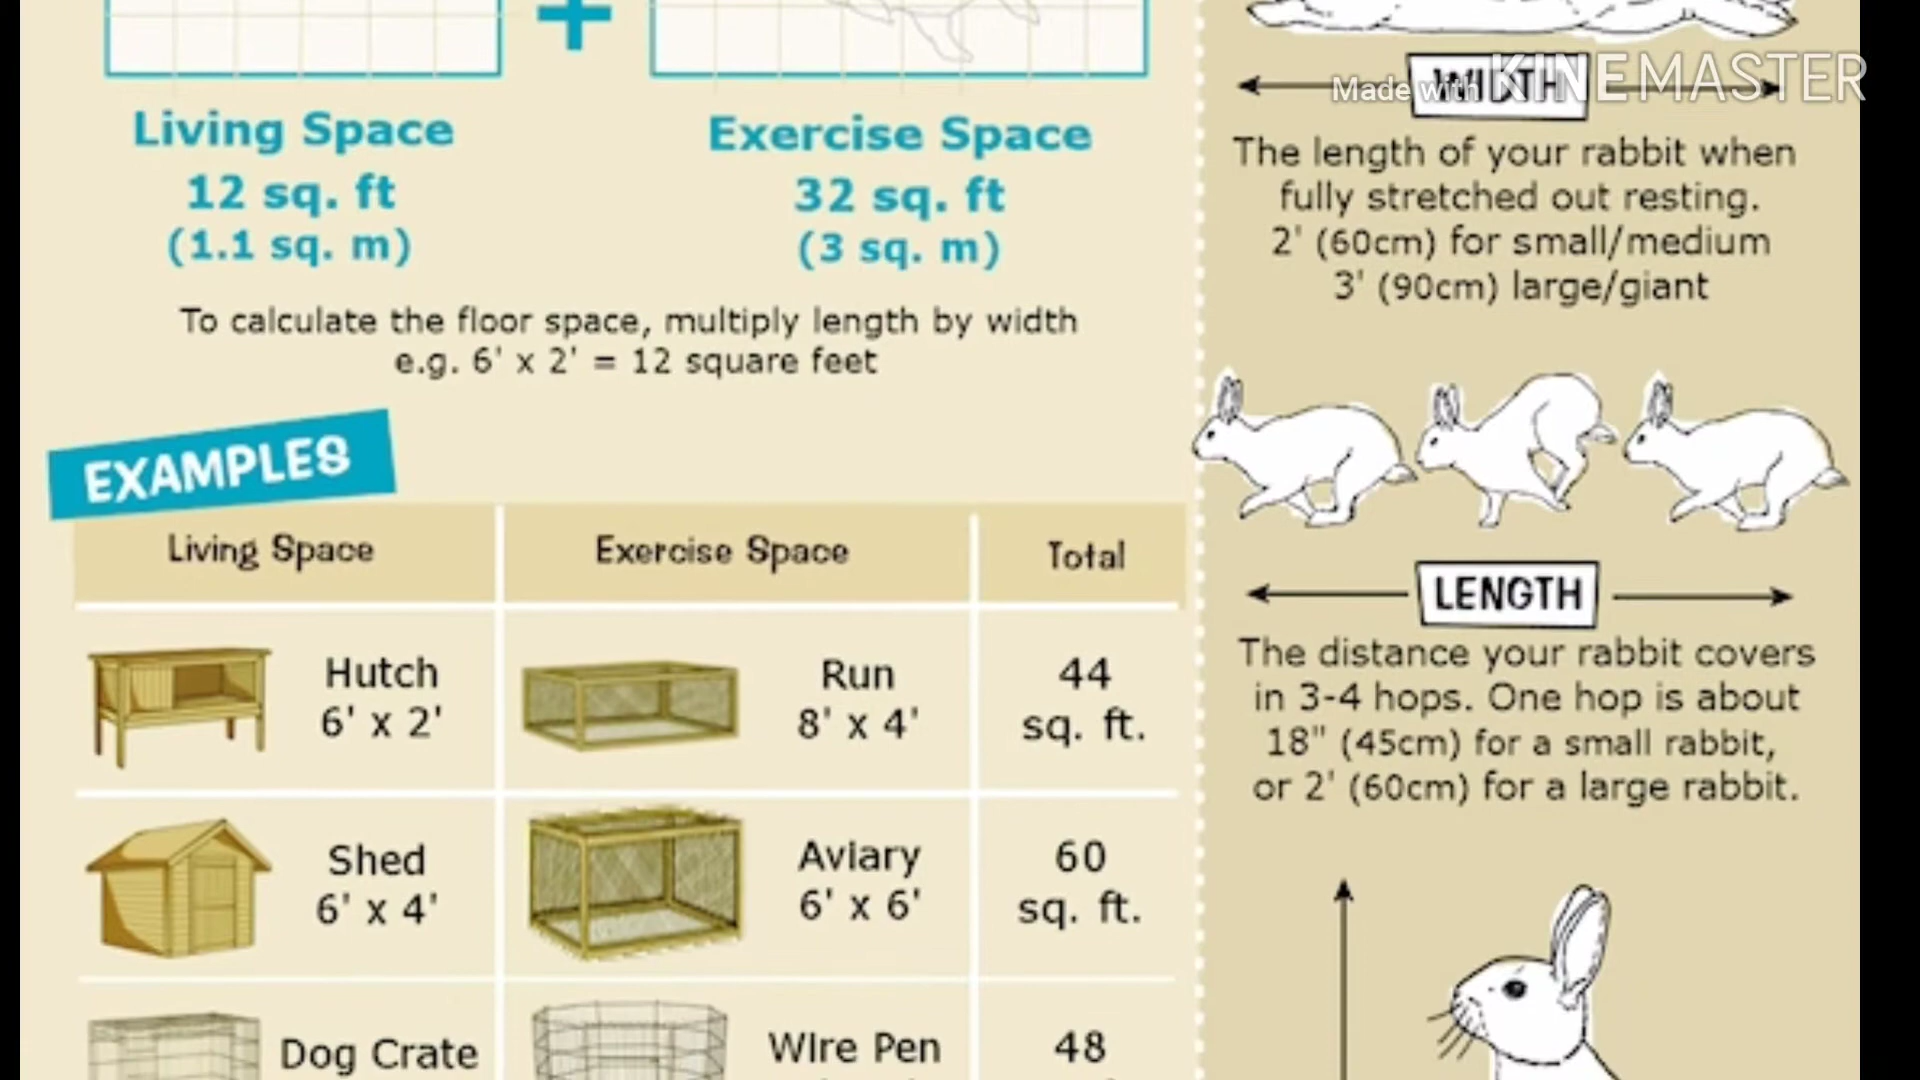 Living Space
12 sq. ft
(1.1 sq. m)
Exercise Space
32 sq. ft
(3 sq. m)
To calculate the floor space, multiply length by width
e.g. 6' x 2' = 12 square feet
EXAMPLES
Living Space Exercise Space Total
Hutch
6' x 2'
Run
8' x 4'
44
sq. ft.
Shed
6' x 4'
Aviary
6' x 6'
60
sq. ft.
Dog Crate
Wire Pen
48
Made with KINEMASTER
WIDTH
The length of your rabbit when
fully stretched out resting.
2' (60cm) for small/medium
3' (90cm) large/giant
LENGTH
The distance your rabbit covers
in 3-4 hops. One hop is about
18" (45cm) for a small rabbit,
or 2' (60cm) for a large rabbit.